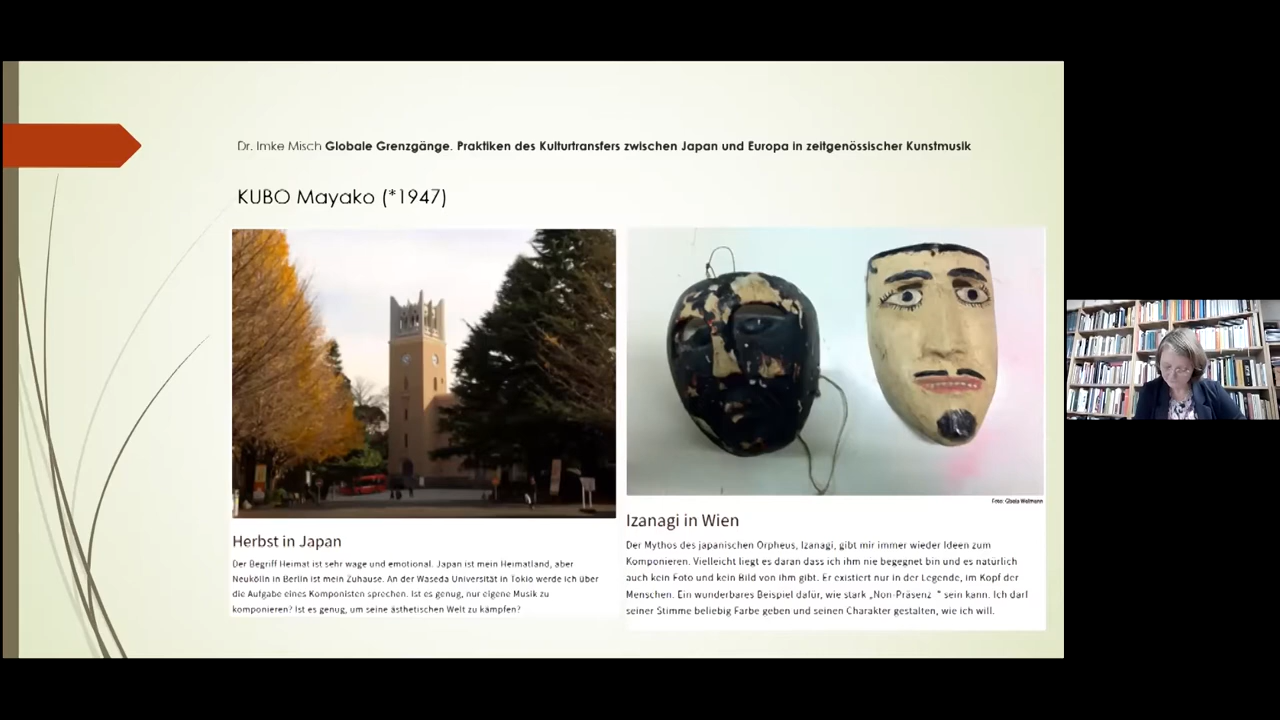 Dr. Imke Misch Globale Grenzgänge. Praktiken des Kulturtransfers zwischen Japan und Europa in zeitgenössischer Kunstmusik
KUBO Mayako (*1947)
Herbst in Japan
Der Begriff Heimat ist sehr wage und emotional. Japan ist mein Heimatland, aber
Neukölln in Berlin ist mein Zuhause. An der Waseda Universität in Tokio werde ich über
die Aufgabe eines Komponisten sprechen. Ist es genug, nur eigene Musik zu
komponieren? Ist es genug, um seine ästhetischen Welt zu kämpfen?
Foto: Gisela Weimann
Izanagi in Wien
Der Mythos des japanischen Orpheus, Izanagi, gibt mir immer wieder Ideen zum
Komponieren. Vielleicht liegt es daran dass ich ihm nie begegnet bin und es natürlich
auch kein Foto und kein Bild von ihm gibt. Er existiert nur in der Legende, im Kopf der
Menschen. Ein wunderbares Beispiel dafür, wie stark „Non-Präsenz " sein kann. Ich darf
seiner Stimme beliebig Farbe geben und seinen Charakter gestalten, wie ich will.